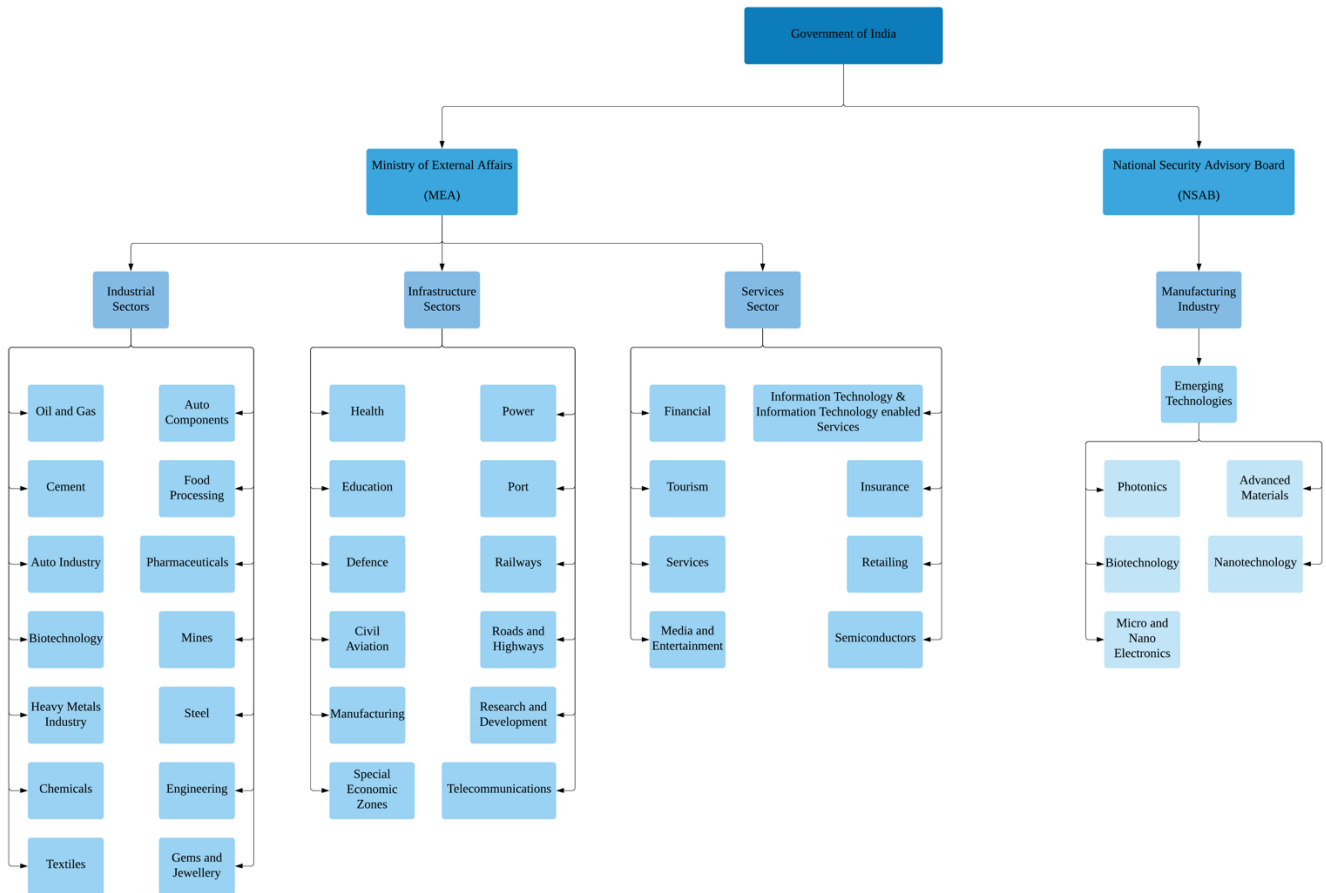 Government of India
Ministry of External Affairs
(MEA)
National Security Advisory Board
(NSAB)
Industrial
Sectors
Infrastructure
Sectors
Services
Sector
Manufacturing
Industry
Oil and Gas
Auto
Components
Cement
Food
Processing
Auto Industry
Pharmaceuticals
Biotechnology
Mines
Heavy Metals
Industry
Steel
Chemicals
Engineering
Textiles
Gems and
Jewellery
Health
Power
Education
Port
Defence
Railways
Civil
Aviation
Roads and
Highways
Manufacturing
Research and
Development
Special
Economic
Zones
Telecommunications
Financial
Information Technology &
Information Technology enabled
Services
Tourism
Insurance
Services
Retailing
Media and
Entertainment
Semiconductors
Emerging
Technologies
Photonics
Advanced
Materials
Biotechnology
Nanotechnology
Micro and
Nano
Electronics